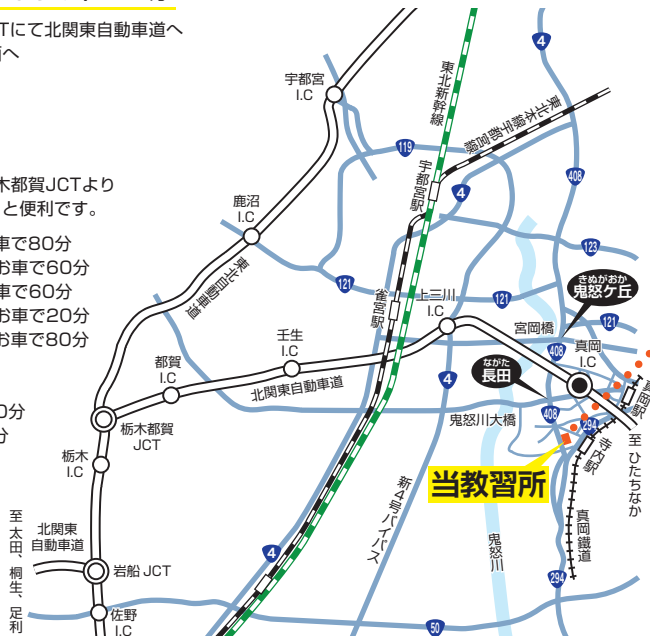 Tにて北関東自動車道へ
へ
木都賀JCTより
と便利です。
車で80分
お車で60分
車で60分
お車で20分
お車で80分
0分
分
宇都宮
I.C
鹿沼
I.C
東北自動車道
都賀
I.C
壬生
I.C
北関東自動車道
栃木都賀
JCT
栃木
I.C
北関東
自動車道
至太田、桐生、足利
岩船JCT
佐野
I.C
4
東北新幹線
東北本線宇都宮線
119
宇都宮駅
4
408
123
121
雀宮駅
上三川
I.C
121
きぬがおか
鬼怒ケ丘
宮岡橋
121
408
真岡
I.C
ながた
長田
4
鬼怒川大橋
408
294
真岡駅
寺内駅
至ひたちなか
当教習所
新4号バイパス
鬼怒川
真岡鐵道
4
294
50